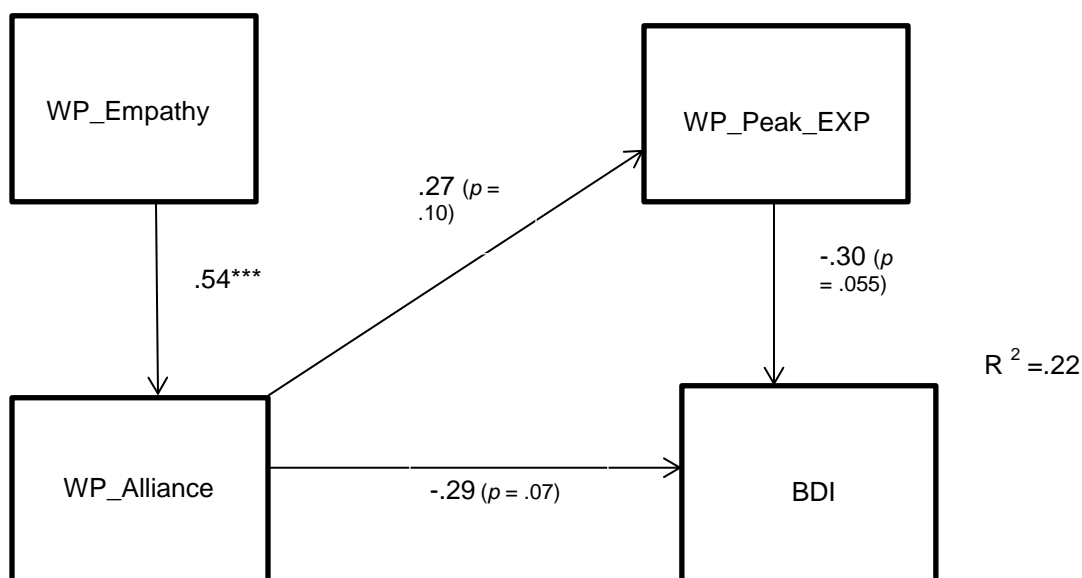 WP_Empathy
WP_Peak_EXP
.27 (p =
.10)
.54***
-.30 (p
= .055)
R 2 =.22
WP_Alliance
-.29 (p = .07)
BDI